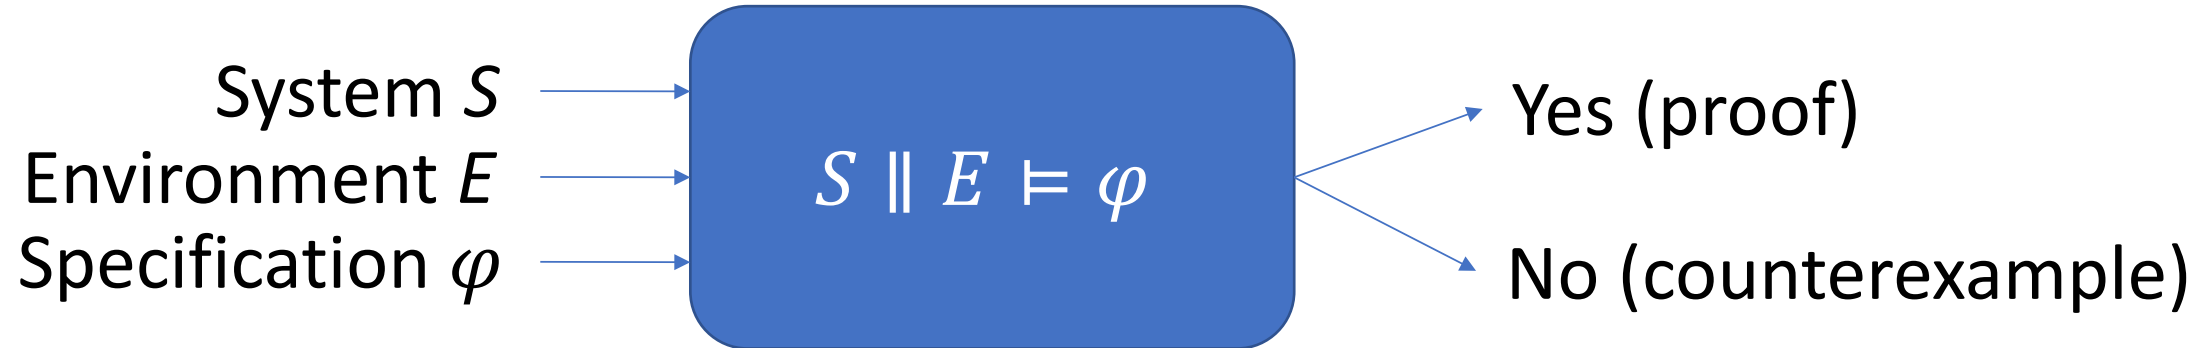 System S
Environment E
Specification φ
S ∥ E ⊨ φ
Yes (proof)
No (counterexample)